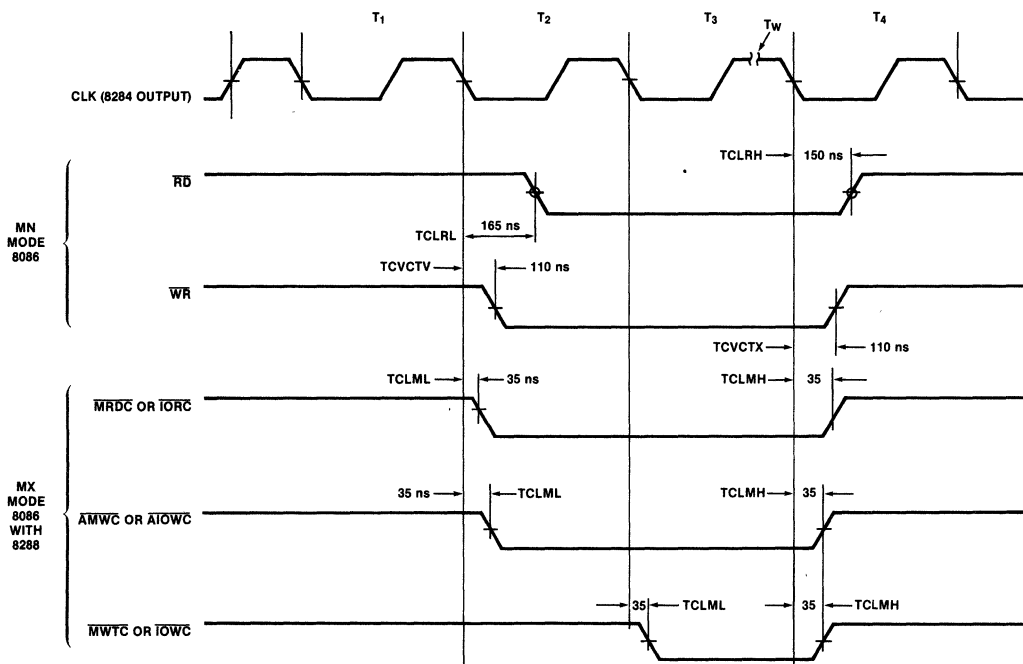 T1 T2 T3 T4
TW
CLK (8284 OUTPUT)
TCLRH 150 ns
MN
MODE
8086
RD
165 ns
TCLRL
TCVCTV 110 ns
WR
TCVCTX 110 ns
TCLML 35 ns TCLMH 35
MRDC OR IORC
MX
MODE
8086
WITH
8288
35 ns TCLML TCLMH 35
AMWC OR AIOWC
35 TCLML 35 TCLMH
MWTC OR IOWC